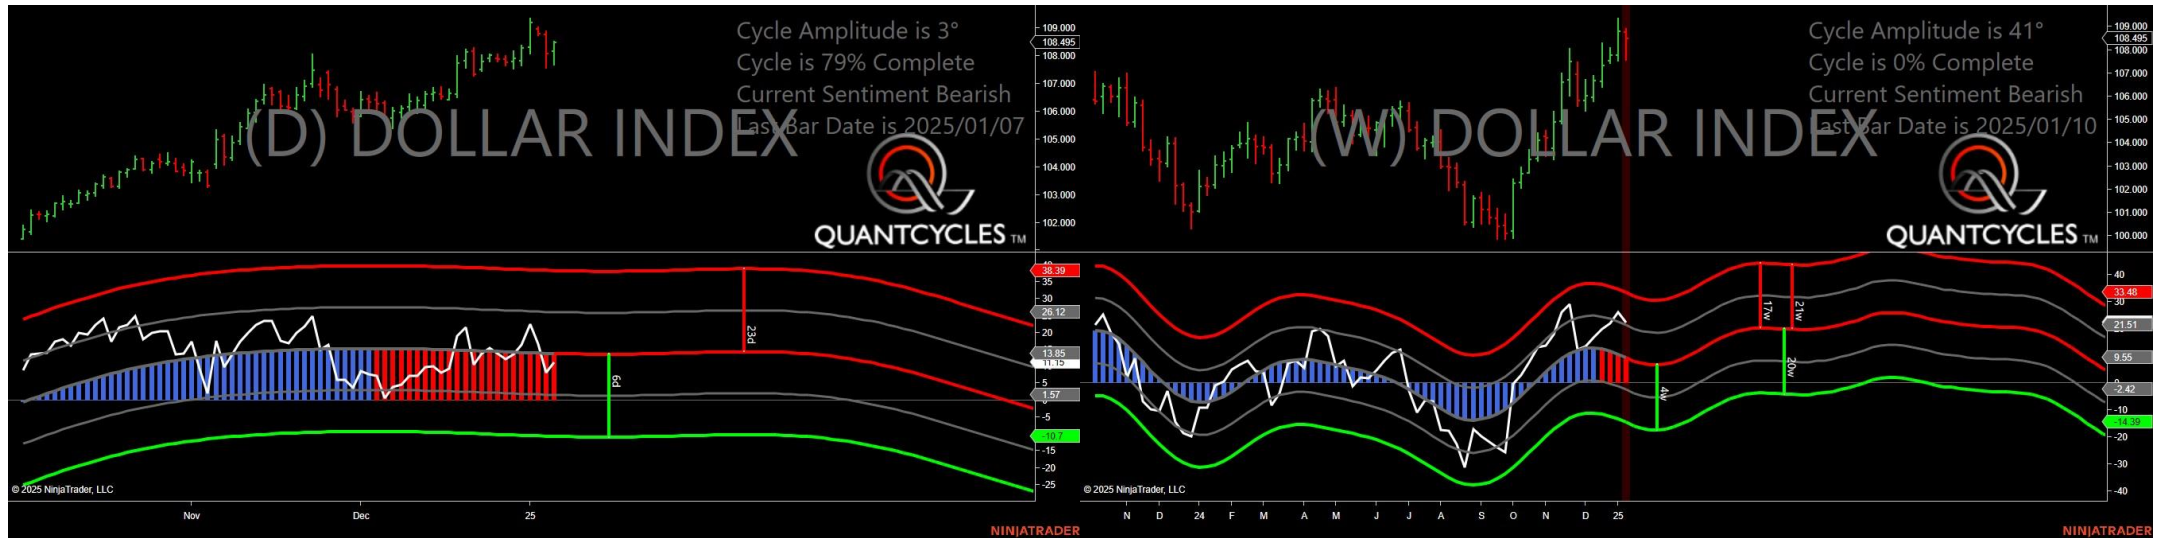 Cycle Amplitude is 3°
Cycle is 79% Complete
Current Sentiment Bearish
Last Bar Date is 2025/01/07
(D) DOLLAR INDEX
QUANTCYCLES TM
109.000
108.495
108.000
107.000
106.000
105.000
104.000
103.000
102.000
40
38.39
35
30
26.12
20
13.85
11.15
5
1.57
-5
-10.7
-15
-20
-25
23d
6d
© 2025 NinjaTrader, LLC
Nov Dec 25
NINJATRADER
Cycle Amplitude is 41°
Cycle is 0% Complete
Current Sentiment Bearish
Last Bar Date is 2025/01/10
(W) DOLLAR INDEX
QUANTCYCLES TM
109.000
108.495
108.000
107.000
106.000
105.000
104.000
103.000
102.000
101.000
100.000
40
33.48
30
21.51
9.55
-2.42
-10
-14.39
-20
-30
-40
17w
21w
20w
4w
© 2025 NinjaTrader, LLC
N D 24 F M A M J J A S O N D 25
NINJATRADER